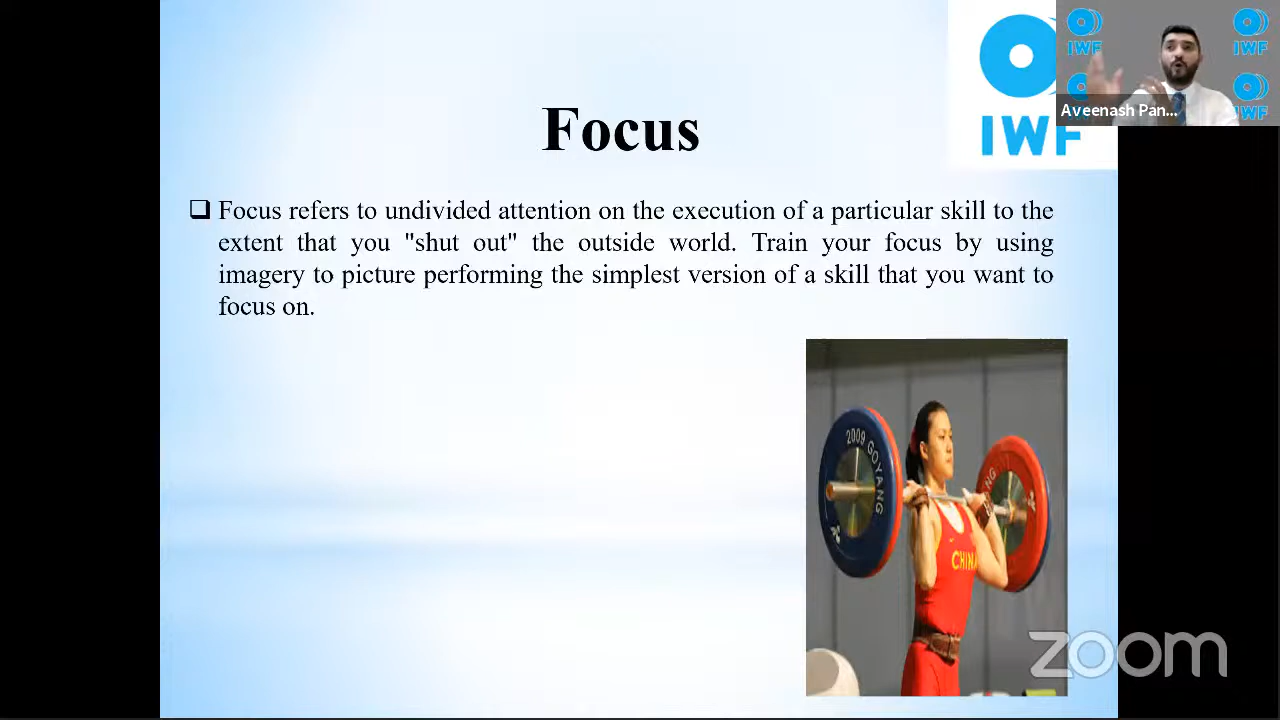 Focus
❑ Focus refers to undivided attention on the execution of a particular skill to the
extent that you "shut out" the outside world. Train your focus by using
imagery to picture performing the simplest version of a skill that you want to
focus on.
IWF
IWF
IWF
IWF
Aveenash Pan...
2009 GOYANG
CHINA
zoom